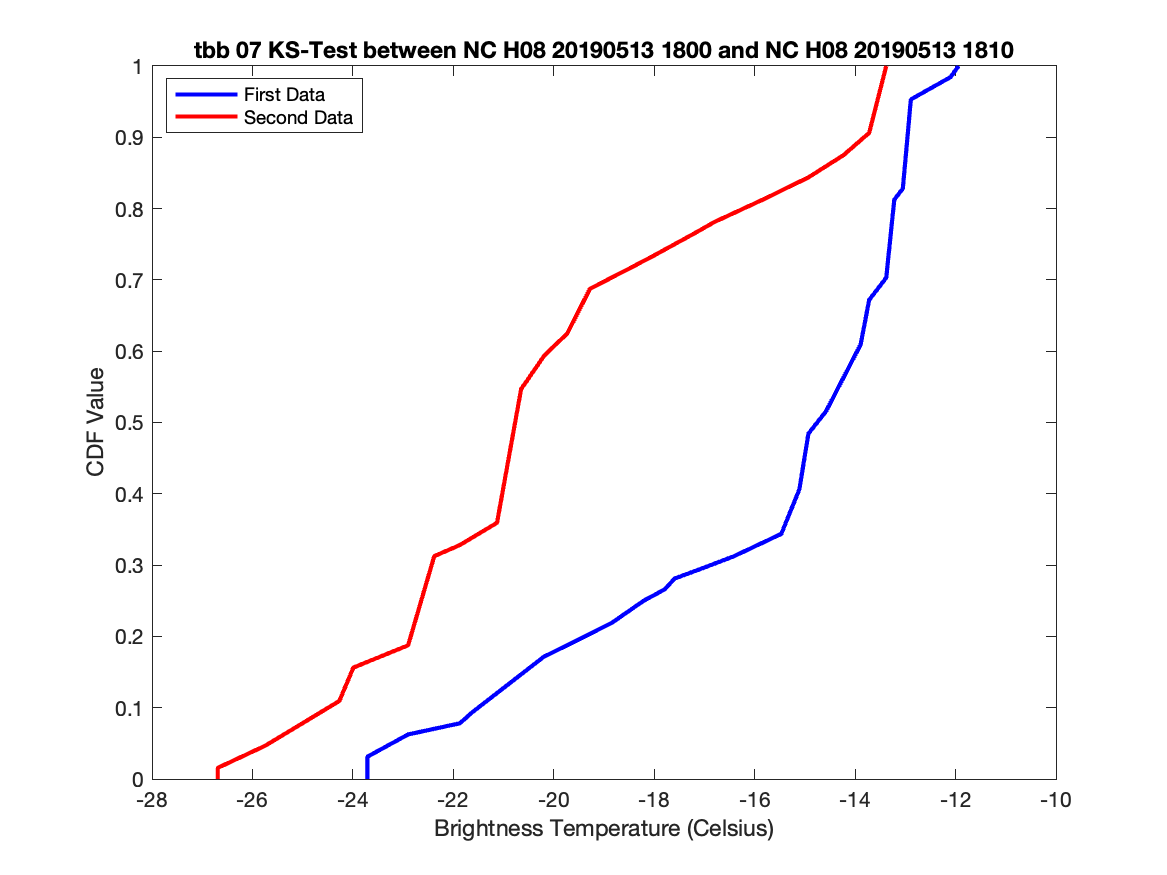 tbb 07 KS-Test between NC H08 20190513 1800 and NC H08 20190513 1810
First Data
Second Data
1
0.9
0.8
0.7
0.6
0.5
0.4
0.3
0.2
0.1
0
CDF Value
-28 -26 -24 -22 -20 -18 -16 -14 -12 -10
Brightness Temperature (Celsius)